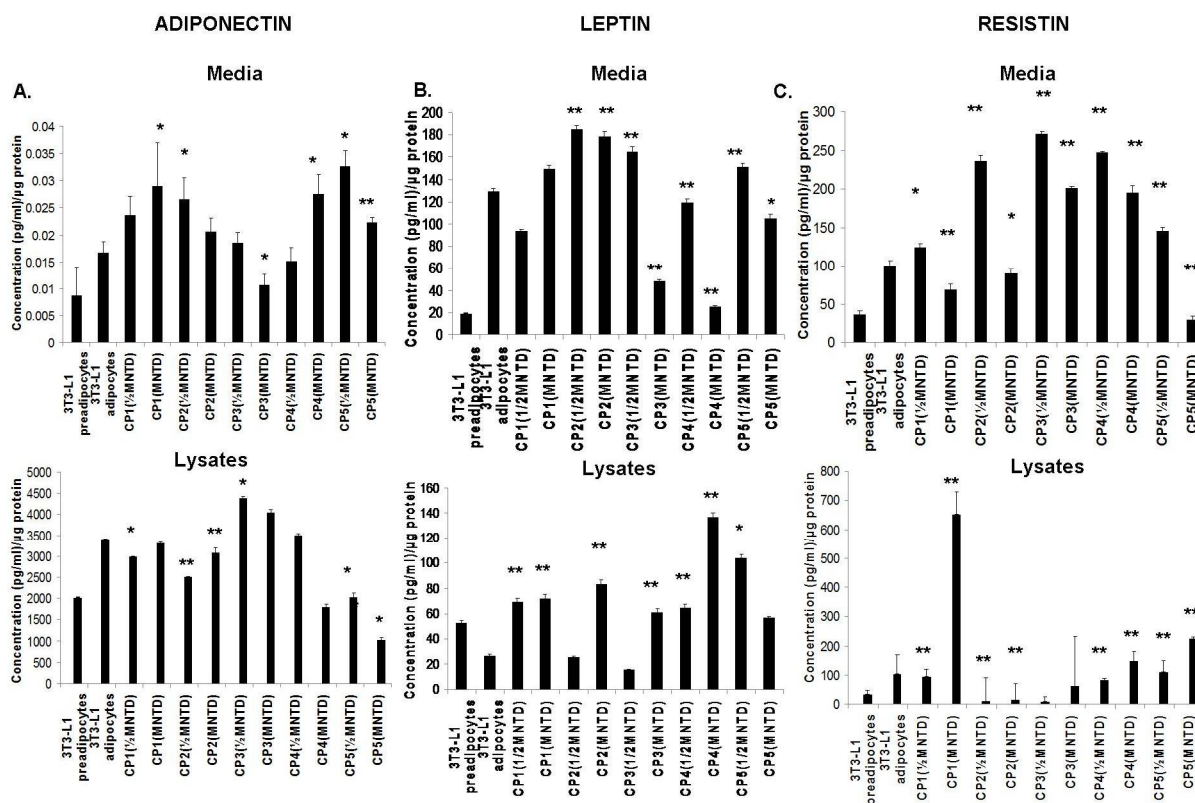 ADIPONECTIN
Media
A.
Concentration (pg/ml)/µg protein
0.04
0.035
0.03
0.025
0.02
0.015
0.01
0.005
0
*
*
*
*
*
**
3T3-L1
preadipocytes
3T3-L1
adipocytes
CP1(½MNTD)
CP1(MNTD)
CP2(½MNTD)
CP2(MNTD)
CP3(½MNTD)
CP3(MNTD)
CP4(½MNTD)
CP4(MNTD)
CP5(½MNTD)
CP5(MNTD)
Lysates
Concentration (pg/ml)/µg protein
5000
4500
4000
3500
3000
2500
2000
1500
1000
500
0
*
**
**
*
*
*
3T3-L1
preadipocytes
3T3-L1
adipocytes
CP1(½MNTD)
CP1(MNTD)
CP2(½MNTD)
CP2(MNTD)
CP3(½MNTD)
CP3(MNTD)
CP4(½MNTD)
CP4(MNTD)
CP5(½MNTD)
CP5(MNTD)
LEPTIN
Media
B.
Concentration (pg/ml)/µg protein
200
180
160
140
120
100
80
60
40
20
0
**
**
**
**
**
**
**
*
3T3-L1
preadipocytes
3T3-L1
adipocytes
CP1(1/2MNTD)
CP1(MNTD)
CP2(1/2MNTD)
CP2(MNTD)
CP3(1/2MNTD)
CP3(MNTD)
CP4(1/2MNTD)
CP4(MNTD)
CP5(1/2MNTD)
CP5(MNTD)
Lysates
Concentration (pg/ml)/µg protein
160
140
120
100
80
60
40
20
0
**
**
**
**
**
**
*
3T3-L1
preadipocytes
3T3-L1
adipocytes
CP1(1/2MNTD)
CP1(MNTD)
CP2(1/2MNTD)
CP2(MNTD)
CP3(1/2MNTD)
CP3(MNTD)
CP4(1/2MNTD)
CP4(MNTD)
CP5(1/2MNTD)
CP5(MNTD)
RESISTIN
Media
C.
Concentration (pg/ml)/µg protein
300
250
200
150
100
50
0
*
**
**
*
**
**
**
**
**
**
3T3-L1
preadipocytes
3T3-L1
adipocytes
CP1(½MNTD)
CP1(MNTD)
CP2(½MNTD)
CP2(MNTD)
CP3(½MNTD)
CP3(MNTD)
CP4(½MNTD)
CP4(MNTD)
CP5(½MNTD)
CP5(MNTD)
Lysates
Concentration (pg/ml)/µg protein
800
700
600
500
400
300
200
100
0
**
**
**
**
**
**
**
**
3T3-L1
preadipocytes
3T3-L1
adipocytes
CP1(½MNTD)
CP1(MNTD)
CP2(½MNTD)
CP2(MNTD)
CP3(½MNTD)
CP3(MNTD)
CP4(½MNTD)
CP4(MNTD)
CP5(½MNTD)
CP5(MNTD)